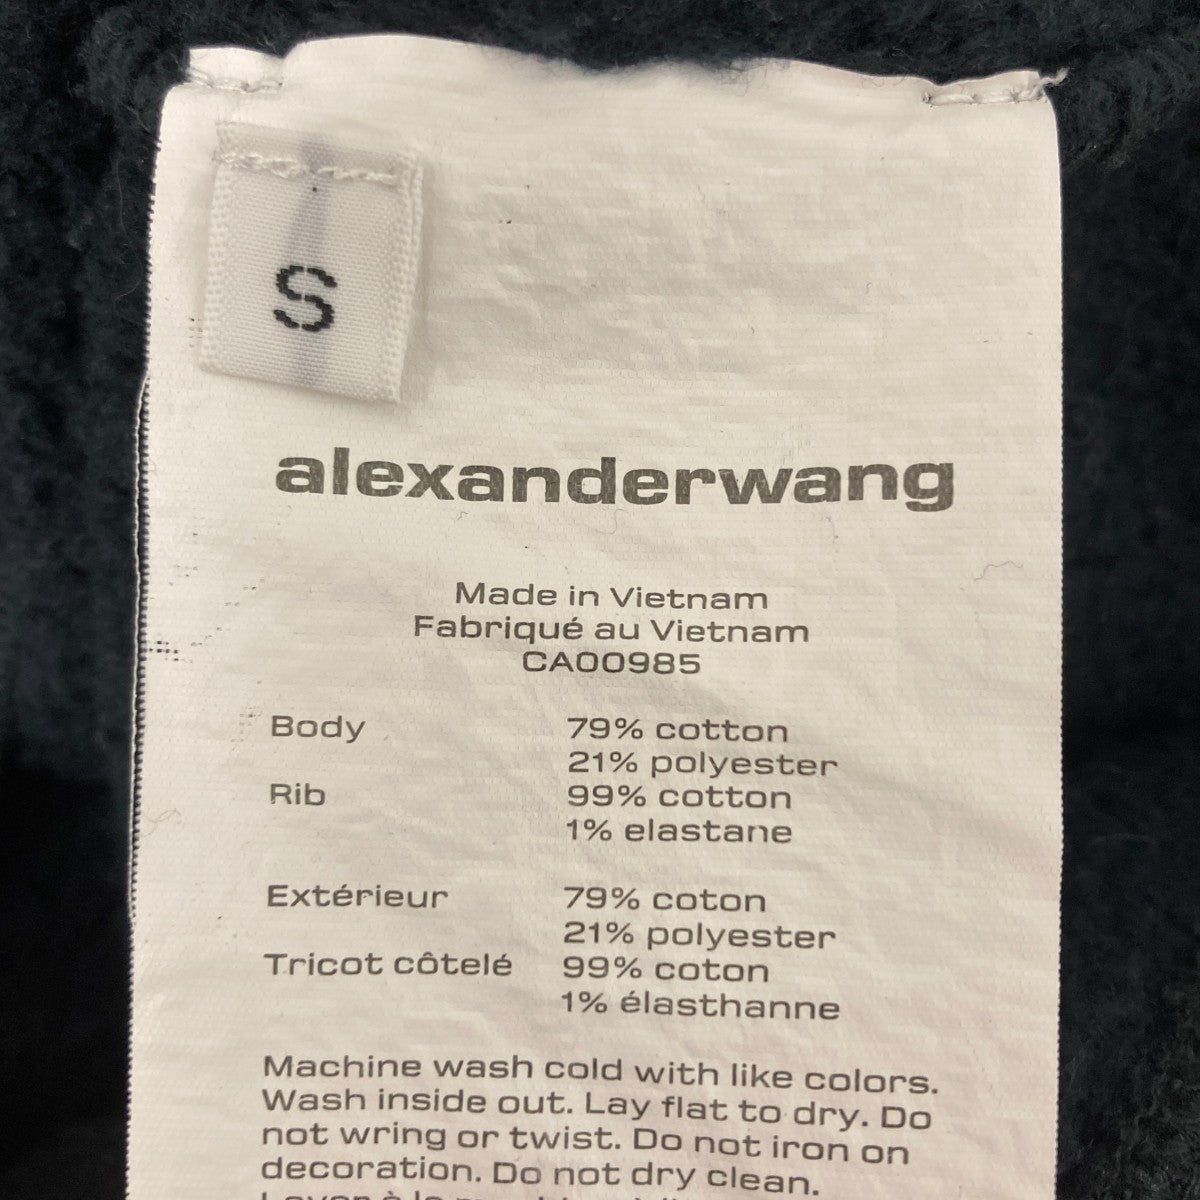 S
alexanderwang
Made in Vietnam
Fabriqué au Vietnam
CA00985
Body 79% cotton
21% polyester
Rib 99% cotton
1% elastane
Extérieur 79% coton
21% polyester
Tricot côtelé 99% coton
1% élasthanne
Machine wash cold with like colors.
Wash inside out. Lay flat to dry. Do
not wring or twist. Do not iron on
decoration. Do not dry clean.